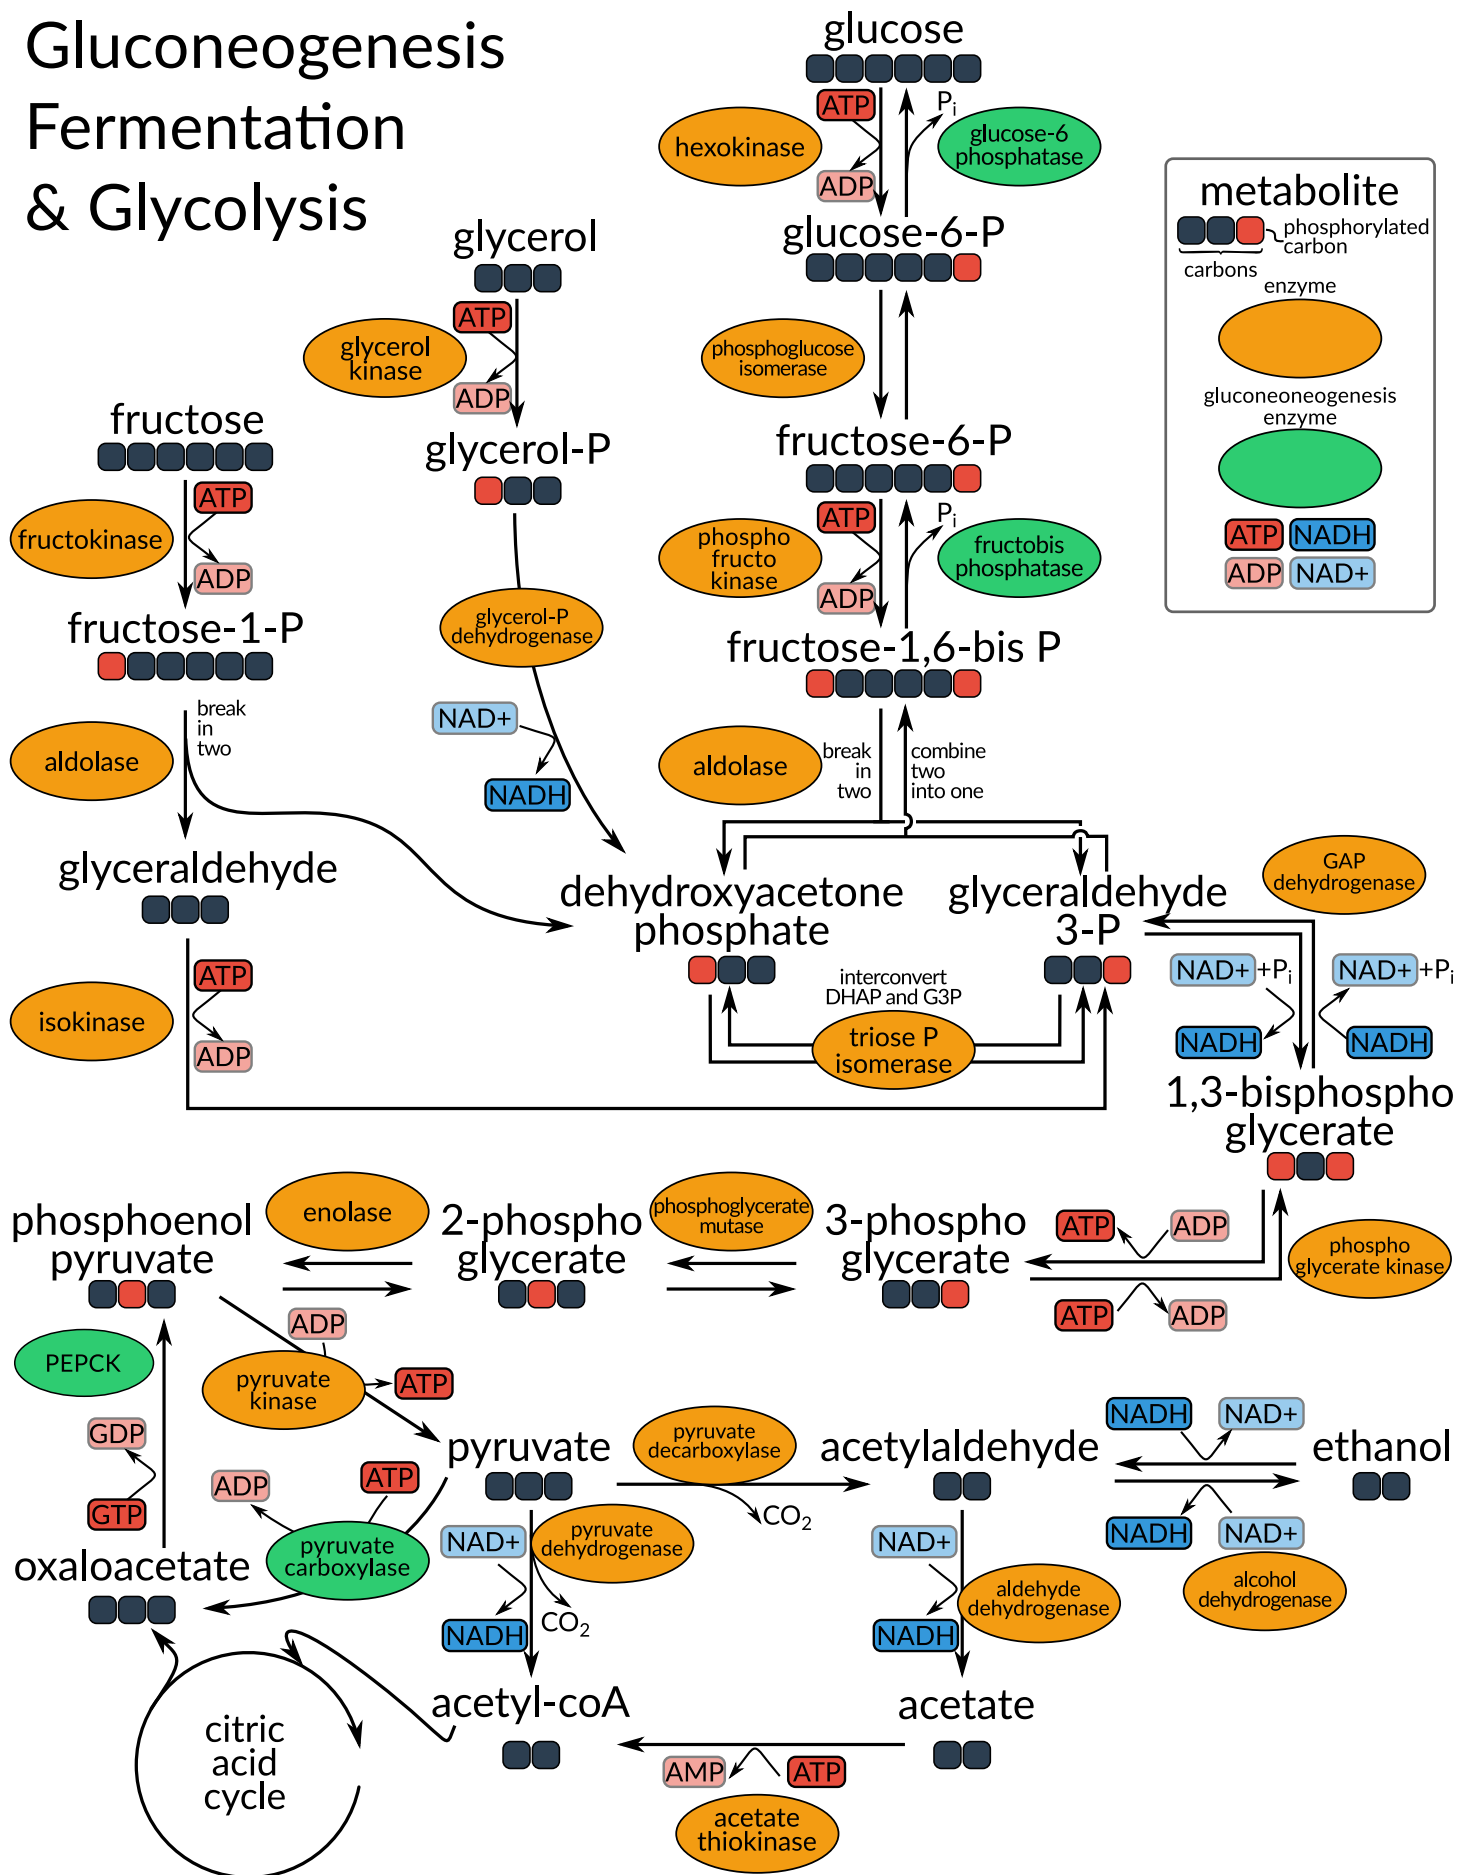 Gluconeogenesis
Fermentation
& Glycolysis
glucose
ATP
Pi
hexokinase
glucose-6
phosphatase
ADP
glucose-6-P
metabolite
phosphorylated
carbon
carbons
enzyme
gluconeoneogenesis
enzyme
ATP
NADH
ADP
NAD+
glycerol
ATP
glycerol
kinase
ADP
phosphoglucose
isomerase
fructose
glycerol-P
fructose-6-P
ATP
fructokinase
ADP
ATP
Pi
phospho
fructo
kinase
fructobis
phosphatase
ADP
fructose-1-P
glycerol-P
dehydrogenase
fructose-1,6-bis P
break
in
two
aldolase
NAD+
NADH
aldolase
break
in
two
combine
two
into one
glyceraldehyde
dehydroxyacetone
phosphate
glyceraldehyde
3-P
GAP
dehydrogenase
ATP
isokinase
ADP
interconvert
DHAP and G3P
triose P
isomerase
NAD+ +Pi
NAD+ +Pi
NADH
NADH
1,3-bisphospho
glycerate
phosphoenol
pyruvate
enolase
2-phospho
glycerate
phosphoglycerate
mutase
3-phospho
glycerate
ATP
ADP
phospho
glycerate kinase
ATP
ADP
PEPCK
ADP
pyruvate
kinase
ATP
GDP
GTP
pyruvate
pyruvate
decarboxylase
CO2
acetylaldehyde
NADH
NAD+
ethanol
NADH
NAD+
alcohol
dehydrogenase
ADP
ATP
pyruvate
carboxylase
oxaloacetate
NAD+
pyruvate
dehydrogenase
CO2
NADH
NAD+
aldehyde
dehydrogenase
NADH
citric
acid
cycle
acetyl-coA
acetate
AMP
ATP
acetate
thiokinase